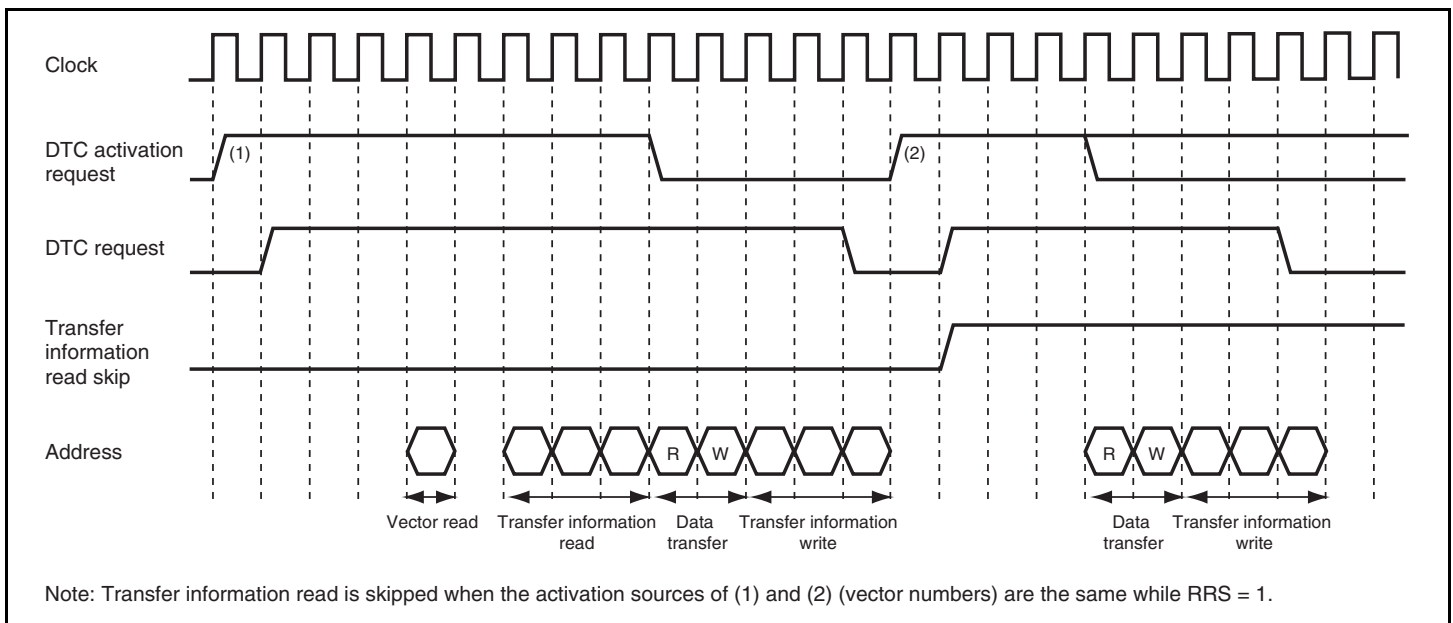 Clock
DTC activation
request
(1)
(2)
DTC request
Transfer
information
read skip
Address
R
W
R
W
Vector read
Transfer information
read
Data
transfer
Transfer information
write
Data
transfer
Transfer information
write
Note: Transfer information read is skipped when the activation sources of (1) and (2) (vector numbers) are the same while RRS = 1.